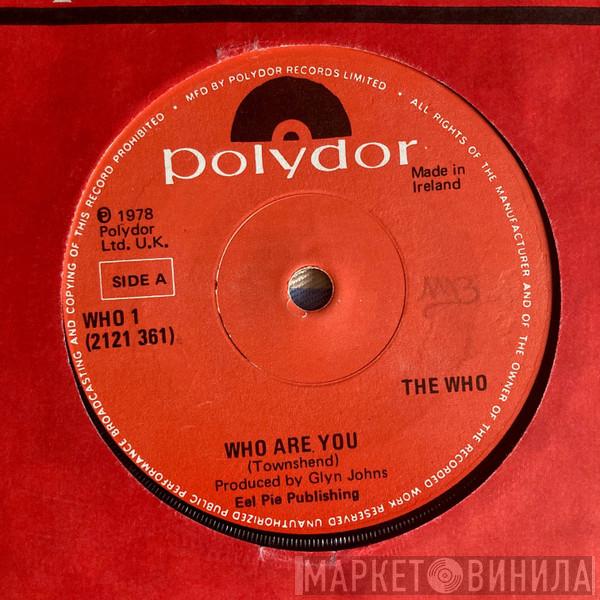 MFD BY POLYDOR RECORDS LIMITED • ALL RIGHTS OF THE MANUFACTURER AND OF THE OWNER OF THE RECORDED WORK RESERVED UNAUTHORIZED PUBLIC PERFORMANCE BROADCASTING AND COPYING OF THIS RECORD PROHIBITED •
polydor
Made in
Ireland
℗ 1978
Polydor
Ltd. U.K.
SIDE A
WHO 1
(2121 361)
THE WHO
WHO ARE YOU
(Townshend)
Produced by Glyn Johns
Eel Pie Publishing
МАРКЕТ ВИНИЛА